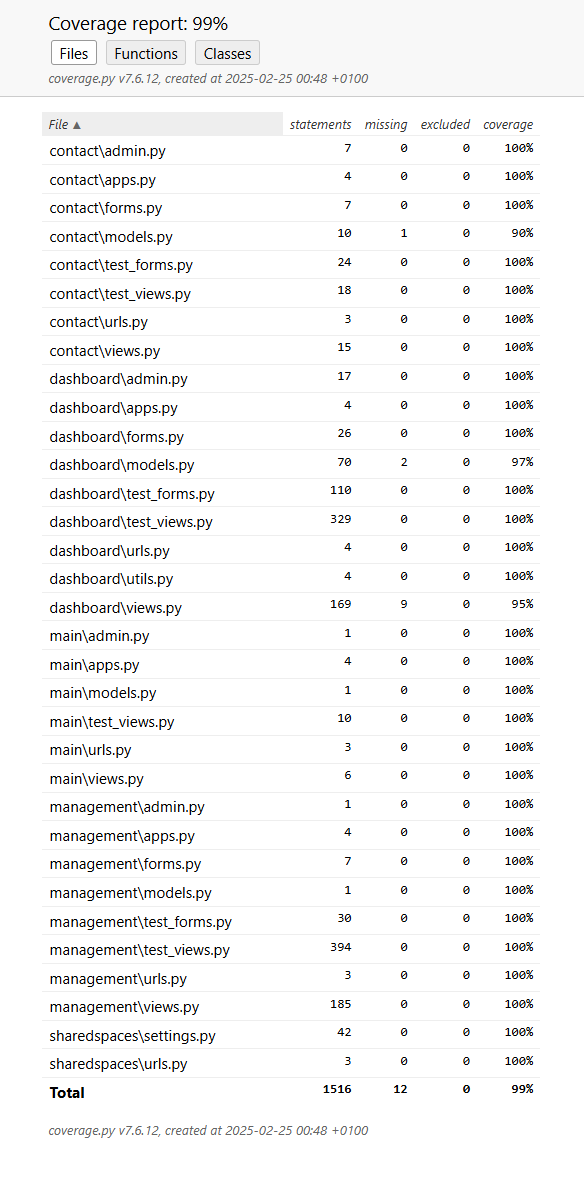 Coverage report: 99%
Files Functions Classes
coverage.py v7.6.12, created at 2025-02-25 00:48 +0100
File ▲ statements missing excluded coverage
contact\admin.py 7 0 0 100%
contact\apps.py 4 0 0 100%
contact\forms.py 7 0 0 100%
contact\models.py 10 1 0 90%
contact\test_forms.py 24 0 0 100%
contact\test_views.py 18 0 0 100%
contact\urls.py 3 0 0 100%
contact\views.py 15 0 0 100%
dashboard\admin.py 17 0 0 100%
dashboard\apps.py 4 0 0 100%
dashboard\forms.py 26 0 0 100%
dashboard\models.py 70 2 0 97%
dashboard\test_forms.py 110 0 0 100%
dashboard\test_views.py 329 0 0 100%
dashboard\urls.py 4 0 0 100%
dashboard\utils.py 4 0 0 100%
dashboard\views.py 169 9 0 95%
main\admin.py 1 0 0 100%
main\apps.py 4 0 0 100%
main\models.py 1 0 0 100%
main\test_views.py 10 0 0 100%
main\urls.py 3 0 0 100%
main\views.py 6 0 0 100%
management\admin.py 1 0 0 100%
management\apps.py 4 0 0 100%
management\forms.py 7 0 0 100%
management\models.py 1 0 0 100%
management\test_forms.py 30 0 0 100%
management\test_views.py 394 0 0 100%
management\urls.py 3 0 0 100%
management\views.py 185 0 0 100%
sharedspaces\settings.py 42 0 0 100%
sharedspaces\urls.py 3 0 0 100%
Total 1516 12 0 99%
coverage.py v7.6.12, created at 2025-02-25 00:48 +0100